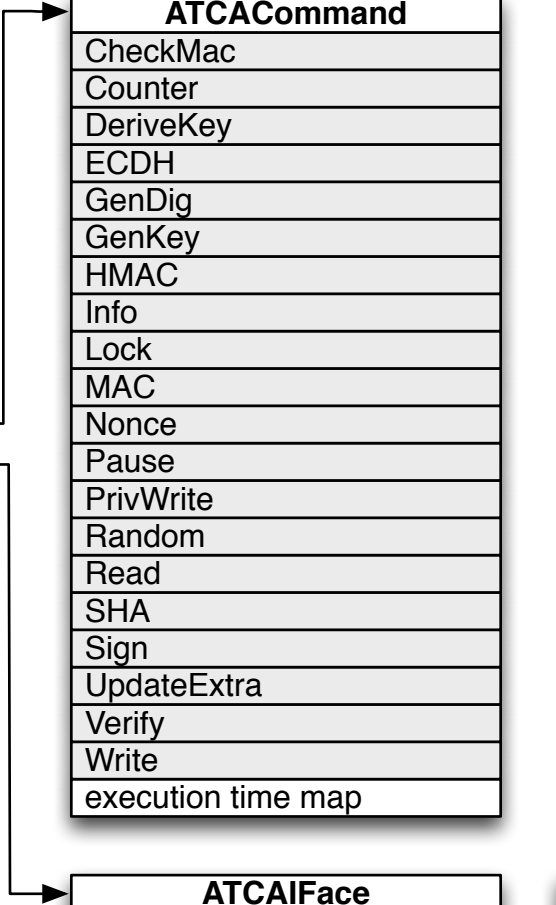 ATCACommand
CheckMac
Counter
DeriveKey
ECDH
GenDig
GenKey
HMAC
Info
Lock
MAC
Nonce
Pause
PrivWrite
Random
Read
SHA
Sign
UpdateExtra
Verify
Write
execution time map
ATCAIFace